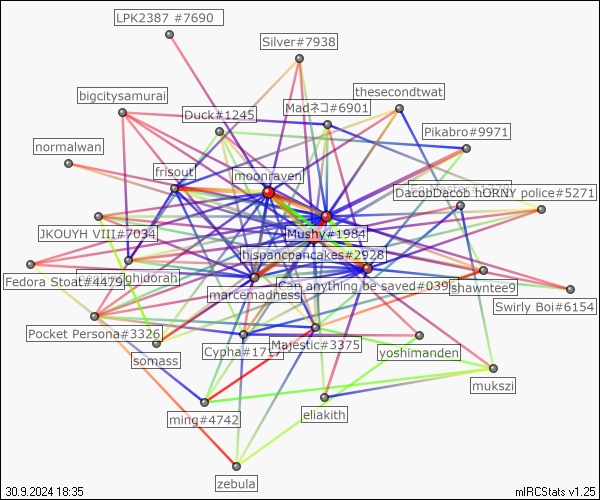 LPK2387 #7690
Silver#7938
thesecondtwat
bigcitysamurai
Madネコ#6901
Duck#1245
Pikabro#9971
normalwan
frisout
moonraven
DacobDacob
hORNY police#5271
JKOUYH VIII#7034
Mushy#1984
hispancpancakes#2928
ghidorah
Fedora Stoat#4479
Can anything be saved#039
shawntee9
marcemadness
Swirly Boi#6154
Pocket Persona#3326
Cypha#1717
Majestic#3375
yoshimanden
somass
mukszi
ming#4742
eliakith
zebula
30.9.2024 18:35
mIRCStats v1.25